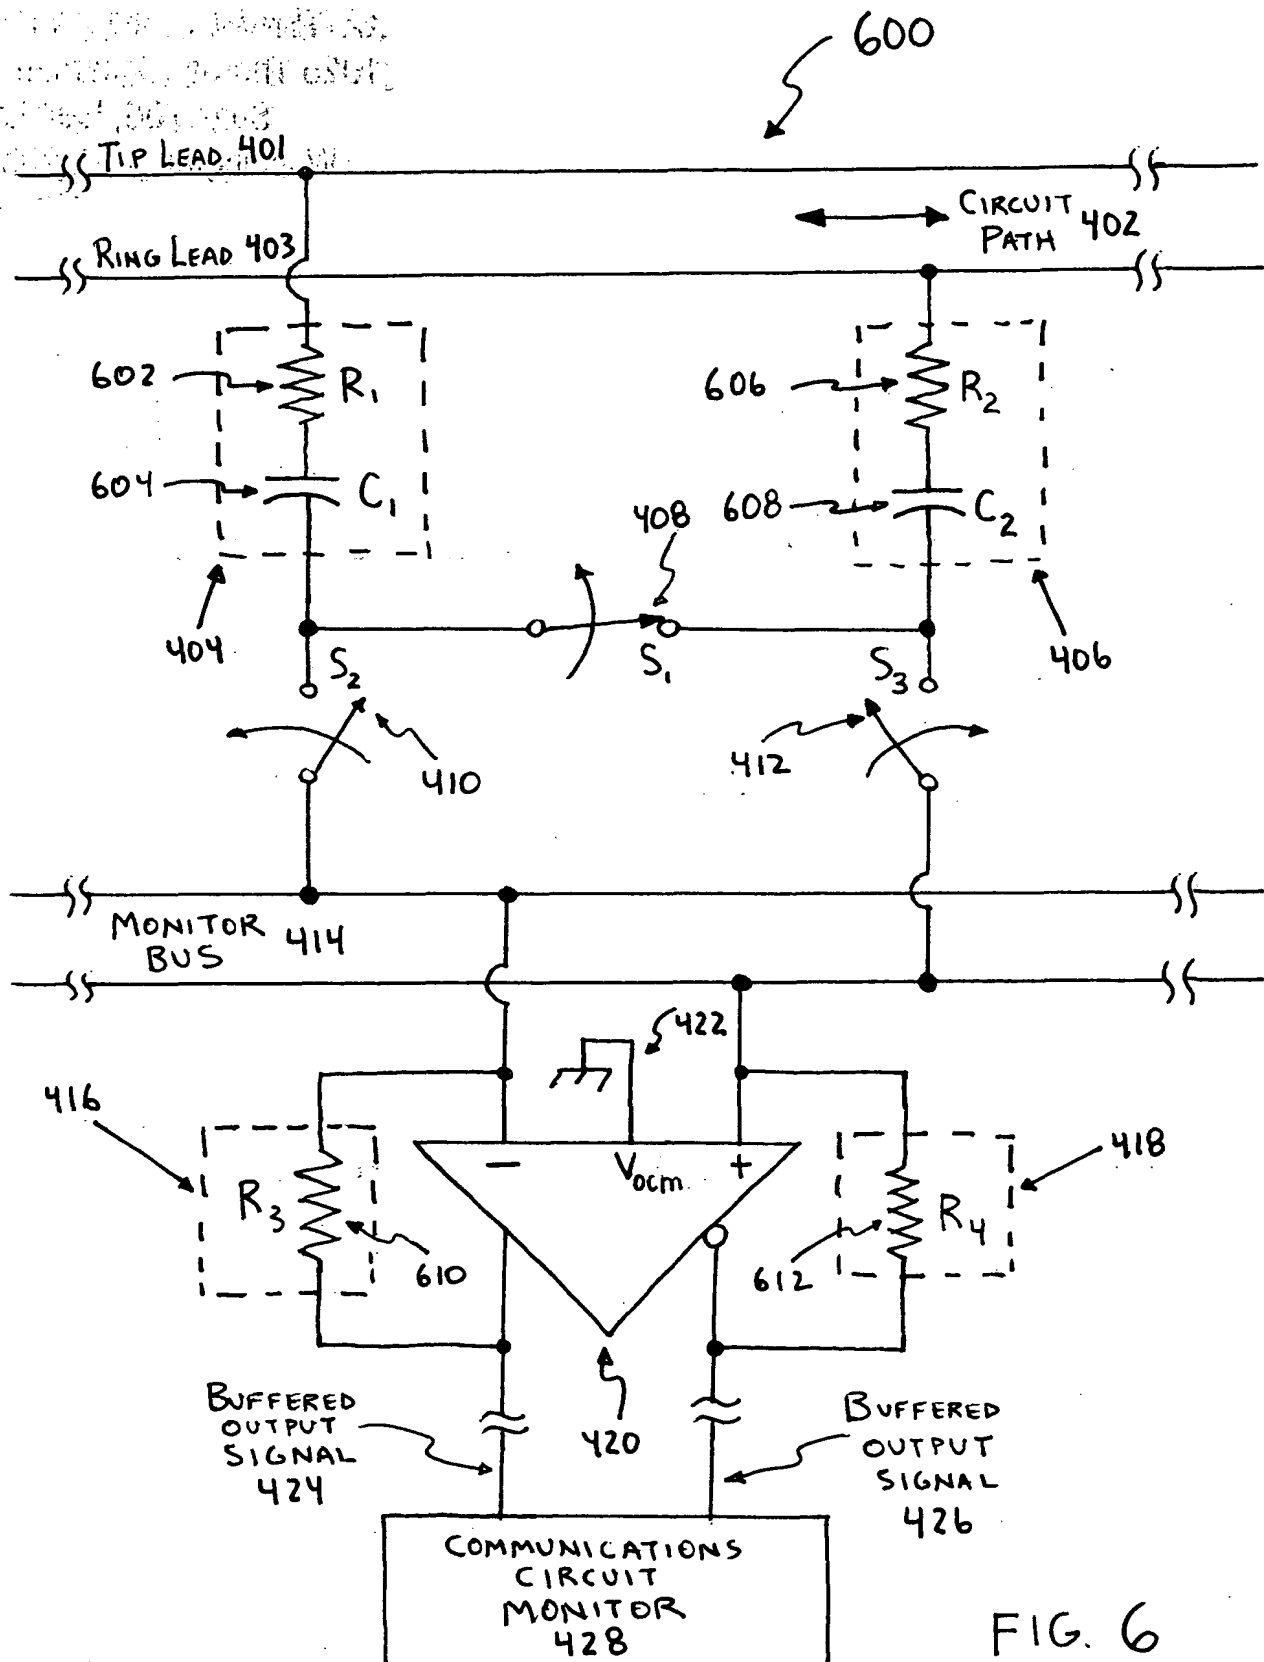 600
TIP LEAD 401
RING LEAD 403
CIRCUIT
PATH 402
602
R1
606
R2
604
C1
408
608
C2
404
S2
S1
S3
406
410
412
MONITOR
BUS 414
422
416
−
Vocm
+
418
R3
R4
610
612
BUFFERED
OUTPUT
SIGNAL
424
420
BUFFERED
OUTPUT
SIGNAL
426
COMMUNICATIONS
CIRCUIT
MONITOR
428
FIG. 6